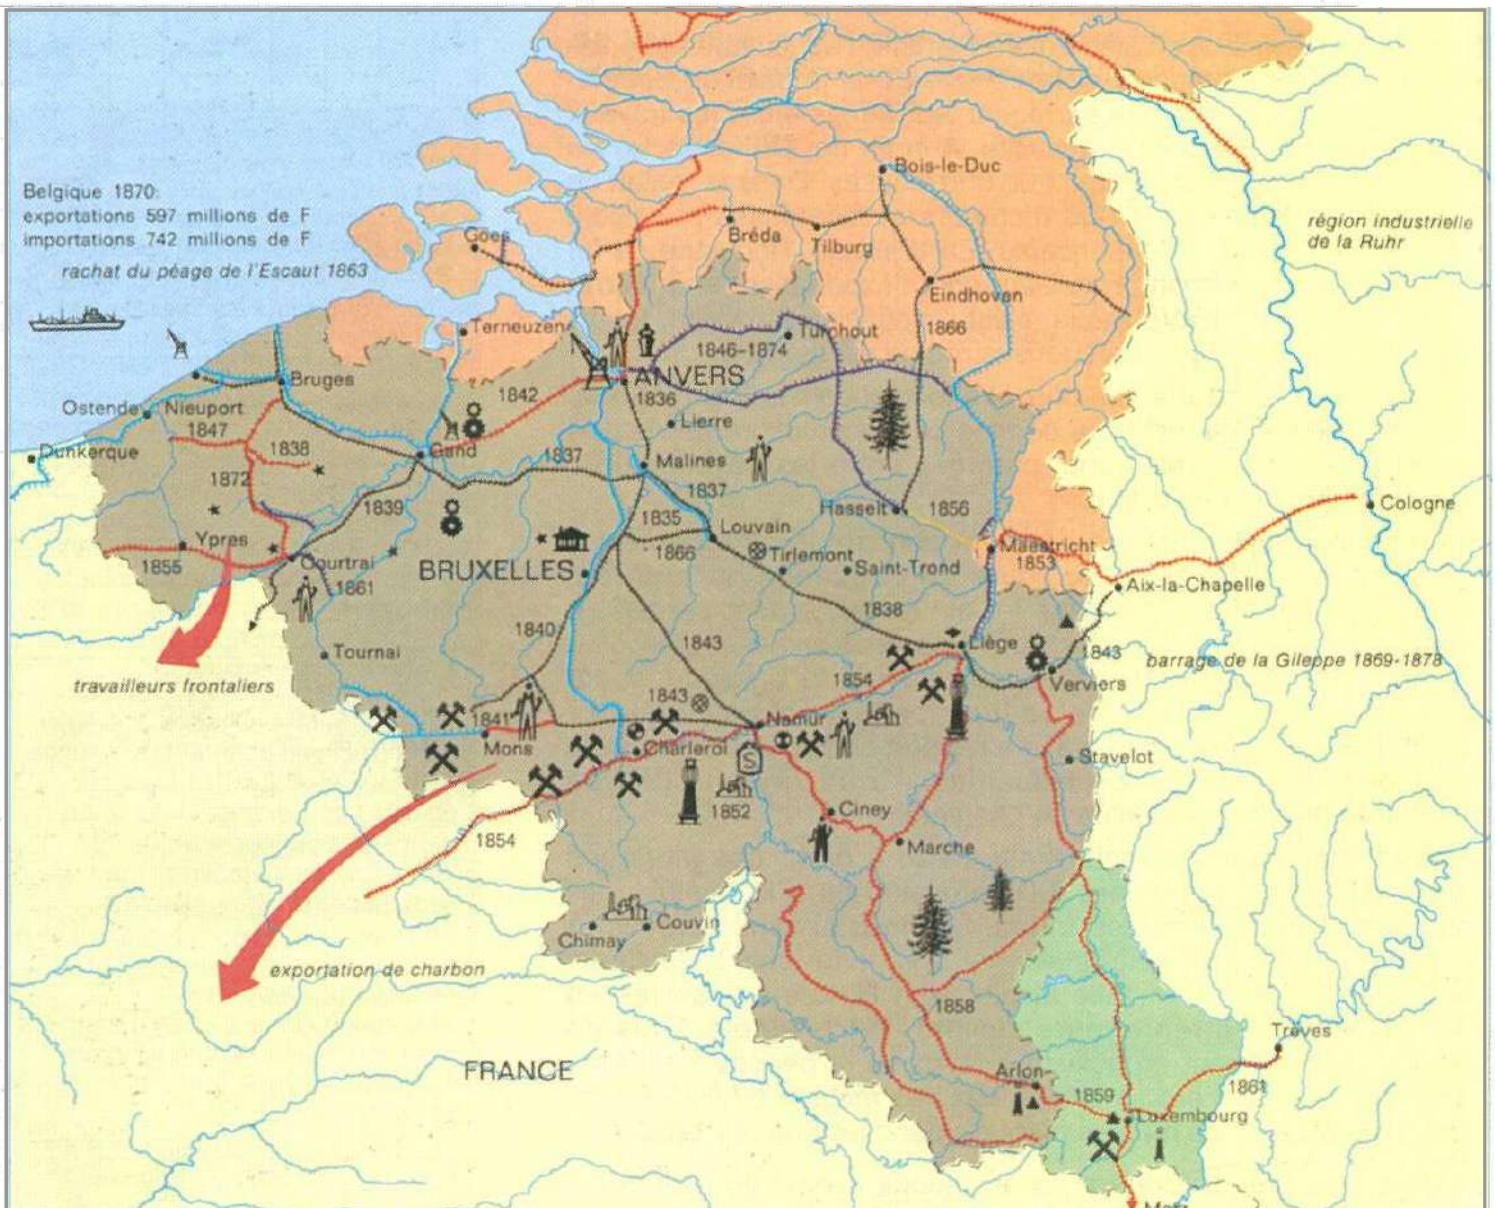 Bois-le-Duc
Belgique 1870:
exportations 597 millions de F
importations 742 millions de F
rachat du péage de l'Escaut 1863
région industrielle
de la Ruhr
Goes
Bréda
Tilburg
Eindhoven
Terneuzen
Turnhout
1866
1846-1874
Bruges
ANVERS
1842
1836
Ostende
Nieuport
Lierre
1847
1838
Dunkerque
Gand
1837
Malines
1872
1837
1839
Hasselt
1856
Cologne
1835
Louvain
Ypres
1866
Tirlemont
Maestricht
1855
Courtrai
BRUXELLES
Saint-Trond
1853
1861
Aix-la-Chapelle
1838
1840
1843
Liège
Tournai
1843
barrage de la Gileppe 1869-1878
travailleurs frontaliers
1854
Verviers
1843
1841
Namur
Mons
Charleroi
Stavelot
S
1852
Ciney
1854
Marche
Couvin
Chimay
exportation de charbon
1858
Trèves
FRANCE
Arlon
1859
1861
Luxembourg